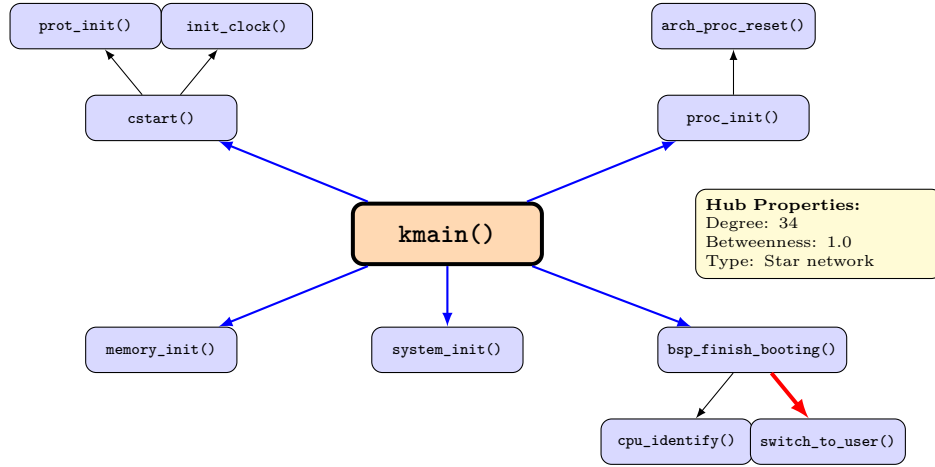 prot_init()
init_clock()
arch_proc_reset()
cstart()
proc_init()
kmain()
Hub Properties:
Degree: 34
Betweenness: 1.0
Type: Star network
memory_init()
system_init()
bsp_finish_booting()
cpu_identify()
switch_to_user()